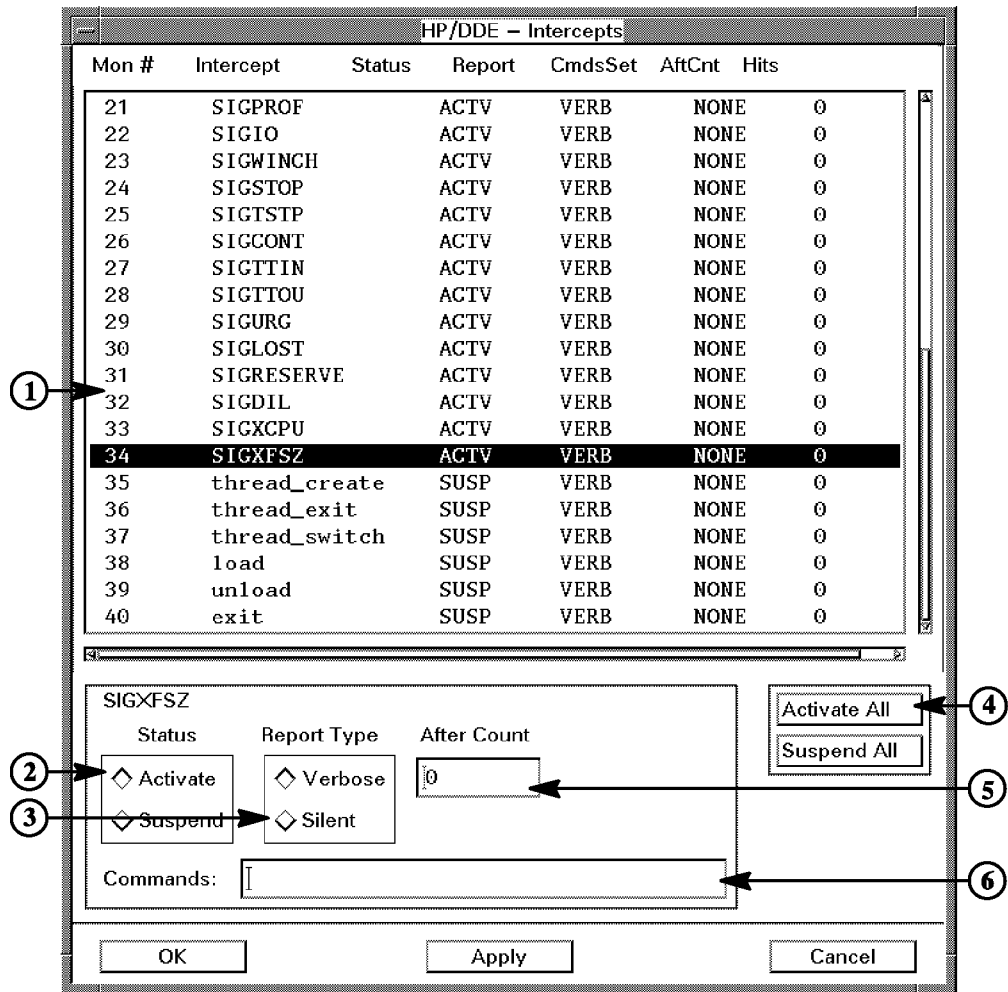 HP/DDE – Intercepts
Mon # Intercept Status Report CmdsSet AftCnt Hits
21 SIGPROF ACTV VERB NONE 0
22 SIGIO ACTV VERB NONE 0
23 SIGWINCH ACTV VERB NONE 0
24 SIGSTOP ACTV VERB NONE 0
25 SIGTSTP ACTV VERB NONE 0
26 SIGCONT ACTV VERB NONE 0
27 SIGTTIN ACTV VERB NONE 0
28 SIGTTOU ACTV VERB NONE 0
29 SIGURG ACTV VERB NONE 0
30 SIGLOST ACTV VERB NONE 0
31 SIGRESERVE ACTV VERB NONE 0
1
32 SIGDIL ACTV VERB NONE 0
33 SIGXCPU ACTV VERB NONE 0
34 SIGXFSZ ACTV VERB NONE 0
35 thread_create SUSP VERB NONE 0
36 thread_exit SUSP VERB NONE 0
37 thread_switch SUSP VERB NONE 0
38 load SUSP VERB NONE 0
39 unload SUSP VERB NONE 0
40 exit SUSP VERB NONE 0
SIGXFSZ
Activate All 4
Status Report Type After Count
Suspend All
2 Activate Verbose 0
5
3 Suspend Silent
Commands: 6
OK Apply Cancel